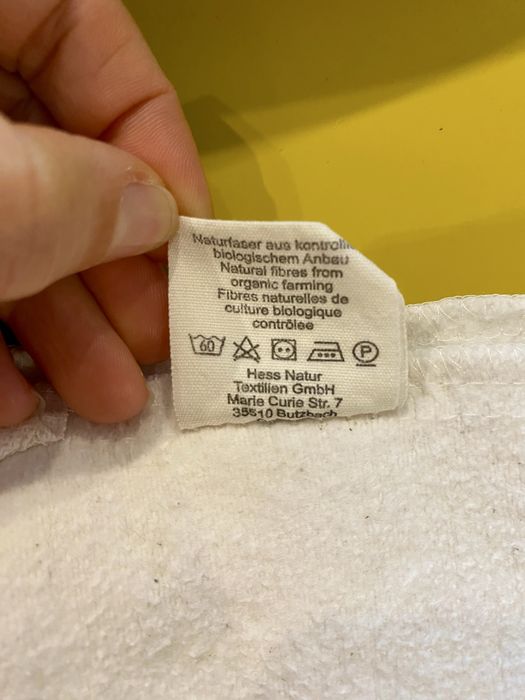 Naturfaser aus kontrolli
biologischem Anbau
Natural fibres from
organic farming
Fibres naturelles de
culture biologique
contrôlée
60 P
Hess Natur
Textilien GmbH
Marie Curie Str. 7
35510 Butzbach